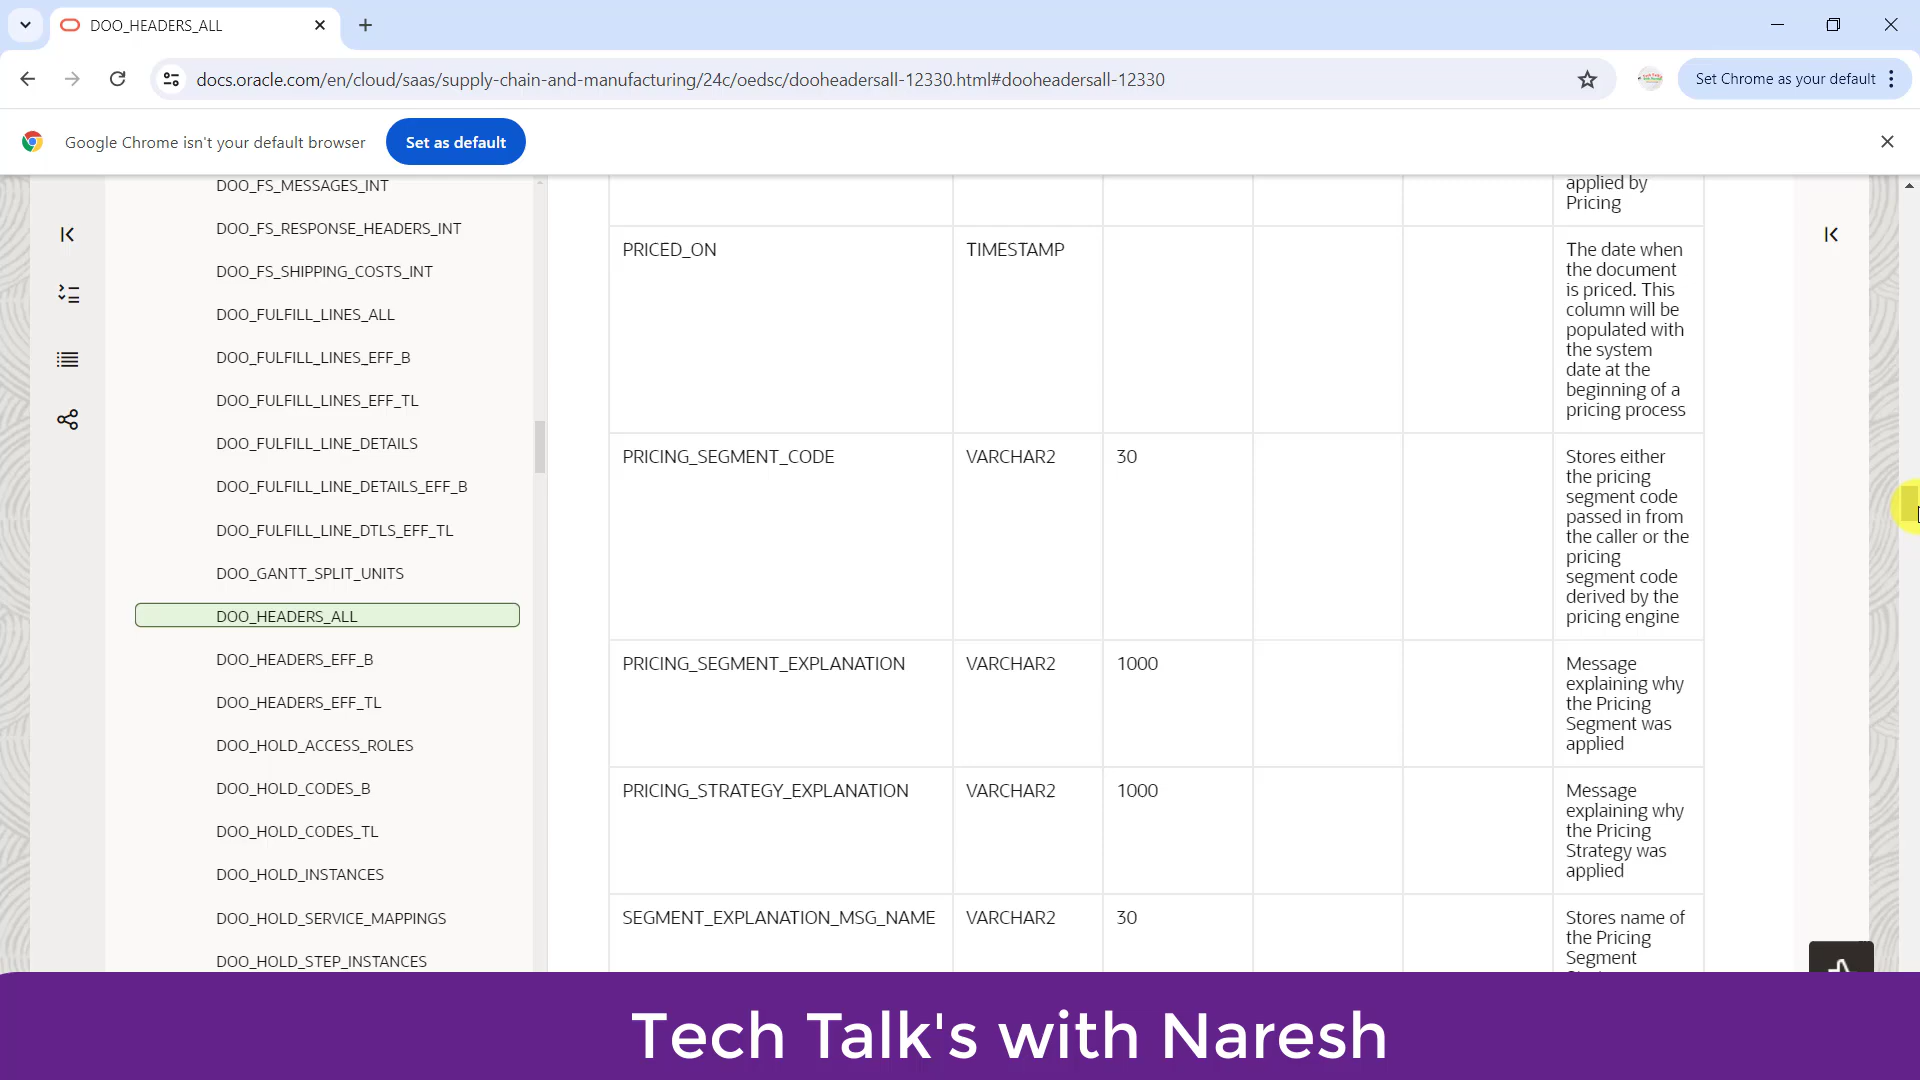 DOO_HEADERS_ALL
docs.oracle.com/en/cloud/saas/supply-chain-and-manufacturing/24c/oedsc/dooheadersall-12330.html#dooheadersall-12330
Set Chrome as your default
Google Chrome isn't your default browser
Set as default
DOO_FS_MESSAGES_INT
DOO_FS_RESPONSE_HEADERS_INT
DOO_FS_SHIPPING_COSTS_INT
DOO_FULFILL_LINES_ALL
DOO_FULFILL_LINES_EFF_B
DOO_FULFILL_LINES_EFF_TL
DOO_FULFILL_LINE_DETAILS
DOO_FULFILL_LINE_DETAILS_EFF_B
DOO_FULFILL_LINE_DTLS_EFF_TL
DOO_GANTT_SPLIT_UNITS
DOO_HEADERS_ALL
DOO_HEADERS_EFF_B
DOO_HEADERS_EFF_TL
DOO_HOLD_ACCESS_ROLES
DOO_HOLD_CODES_B
DOO_HOLD_CODES_TL
DOO_HOLD_INSTANCES
DOO_HOLD_SERVICE_MAPPINGS
DOO_HOLD_STEP_INSTANCES
applied by
Pricing
PRICED_ON TIMESTAMP The date when
the document
is priced. This
column will be
populated with
the system
date at the
beginning of a
pricing process
PRICING_SEGMENT_CODE VARCHAR2 30 Stores either
the pricing
segment code
passed in from
the caller or the
pricing
segment code
derived by the
pricing engine
PRICING_SEGMENT_EXPLANATION VARCHAR2 1000 Message
explaining why
the Pricing
Segment was
applied
PRICING_STRATEGY_EXPLANATION VARCHAR2 1000 Message
explaining why
the Pricing
Strategy was
applied
SEGMENT_EXPLANATION_MSG_NAME VARCHAR2 30 Stores name of
the Pricing
Segment
Tech Talk's with Naresh